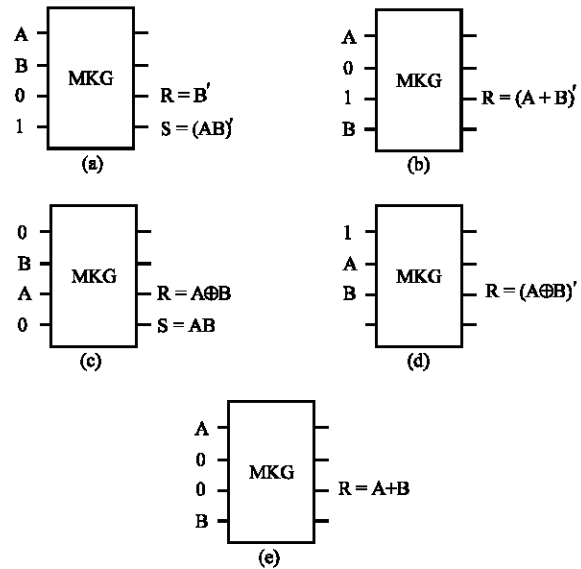 A
B
0
1
MKG
R = B′
S = (AB)′
(a)
A
0
1
B
MKG
R = (A + B)′
(b)
0
B
A
0
MKG
R = A⊕B
S = AB
(c)
1
A
B
MKG
R = (A⊕B)′
(d)
A
0
0
B
MKG
R = A+B
(e)